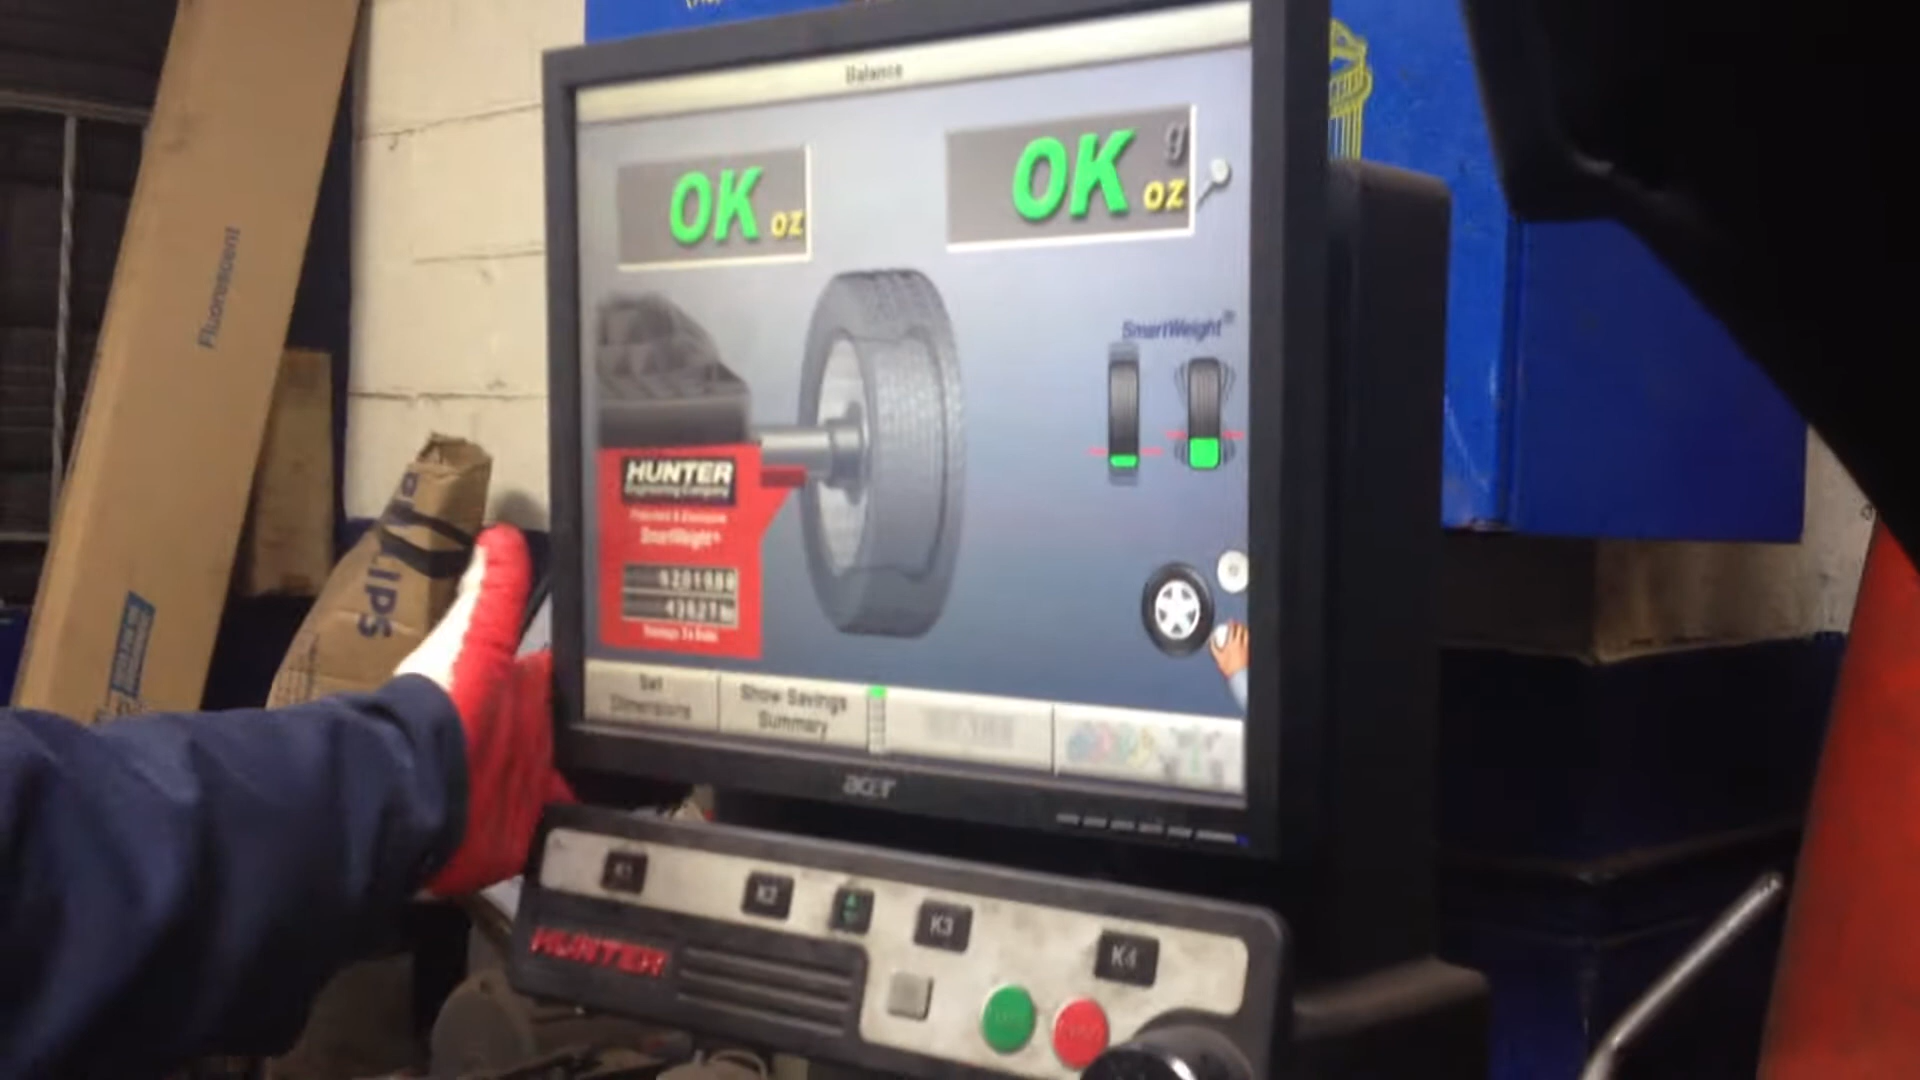 Balance
OK oz
OK g
oz
Fluorescent
SmartWeight®
HUNTER
Engineering Company
SmartWeight®
PHILIPS
Set
Dimensions
Show Savings
Summary
acer
K1
K2
K3
K4
HUNTER